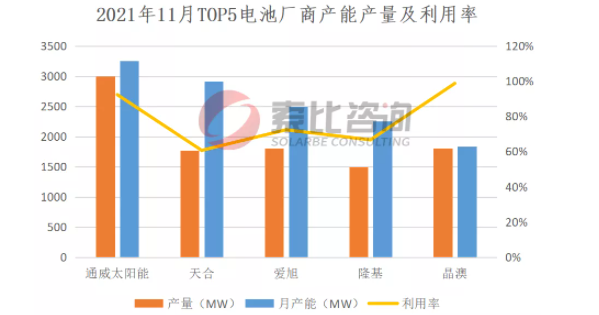 2021年11月TOP5电池厂商产能产量及利用率
3500 120%
3000 100%
2500 80%
2000 60%
1500 40%
1000 20%
500 0%
0
索比咨询
SOLARBE CONSULTING
通威太阳能 天合 爱旭 隆基 晶澳
产量（MW） 月产能（MW） 利用率